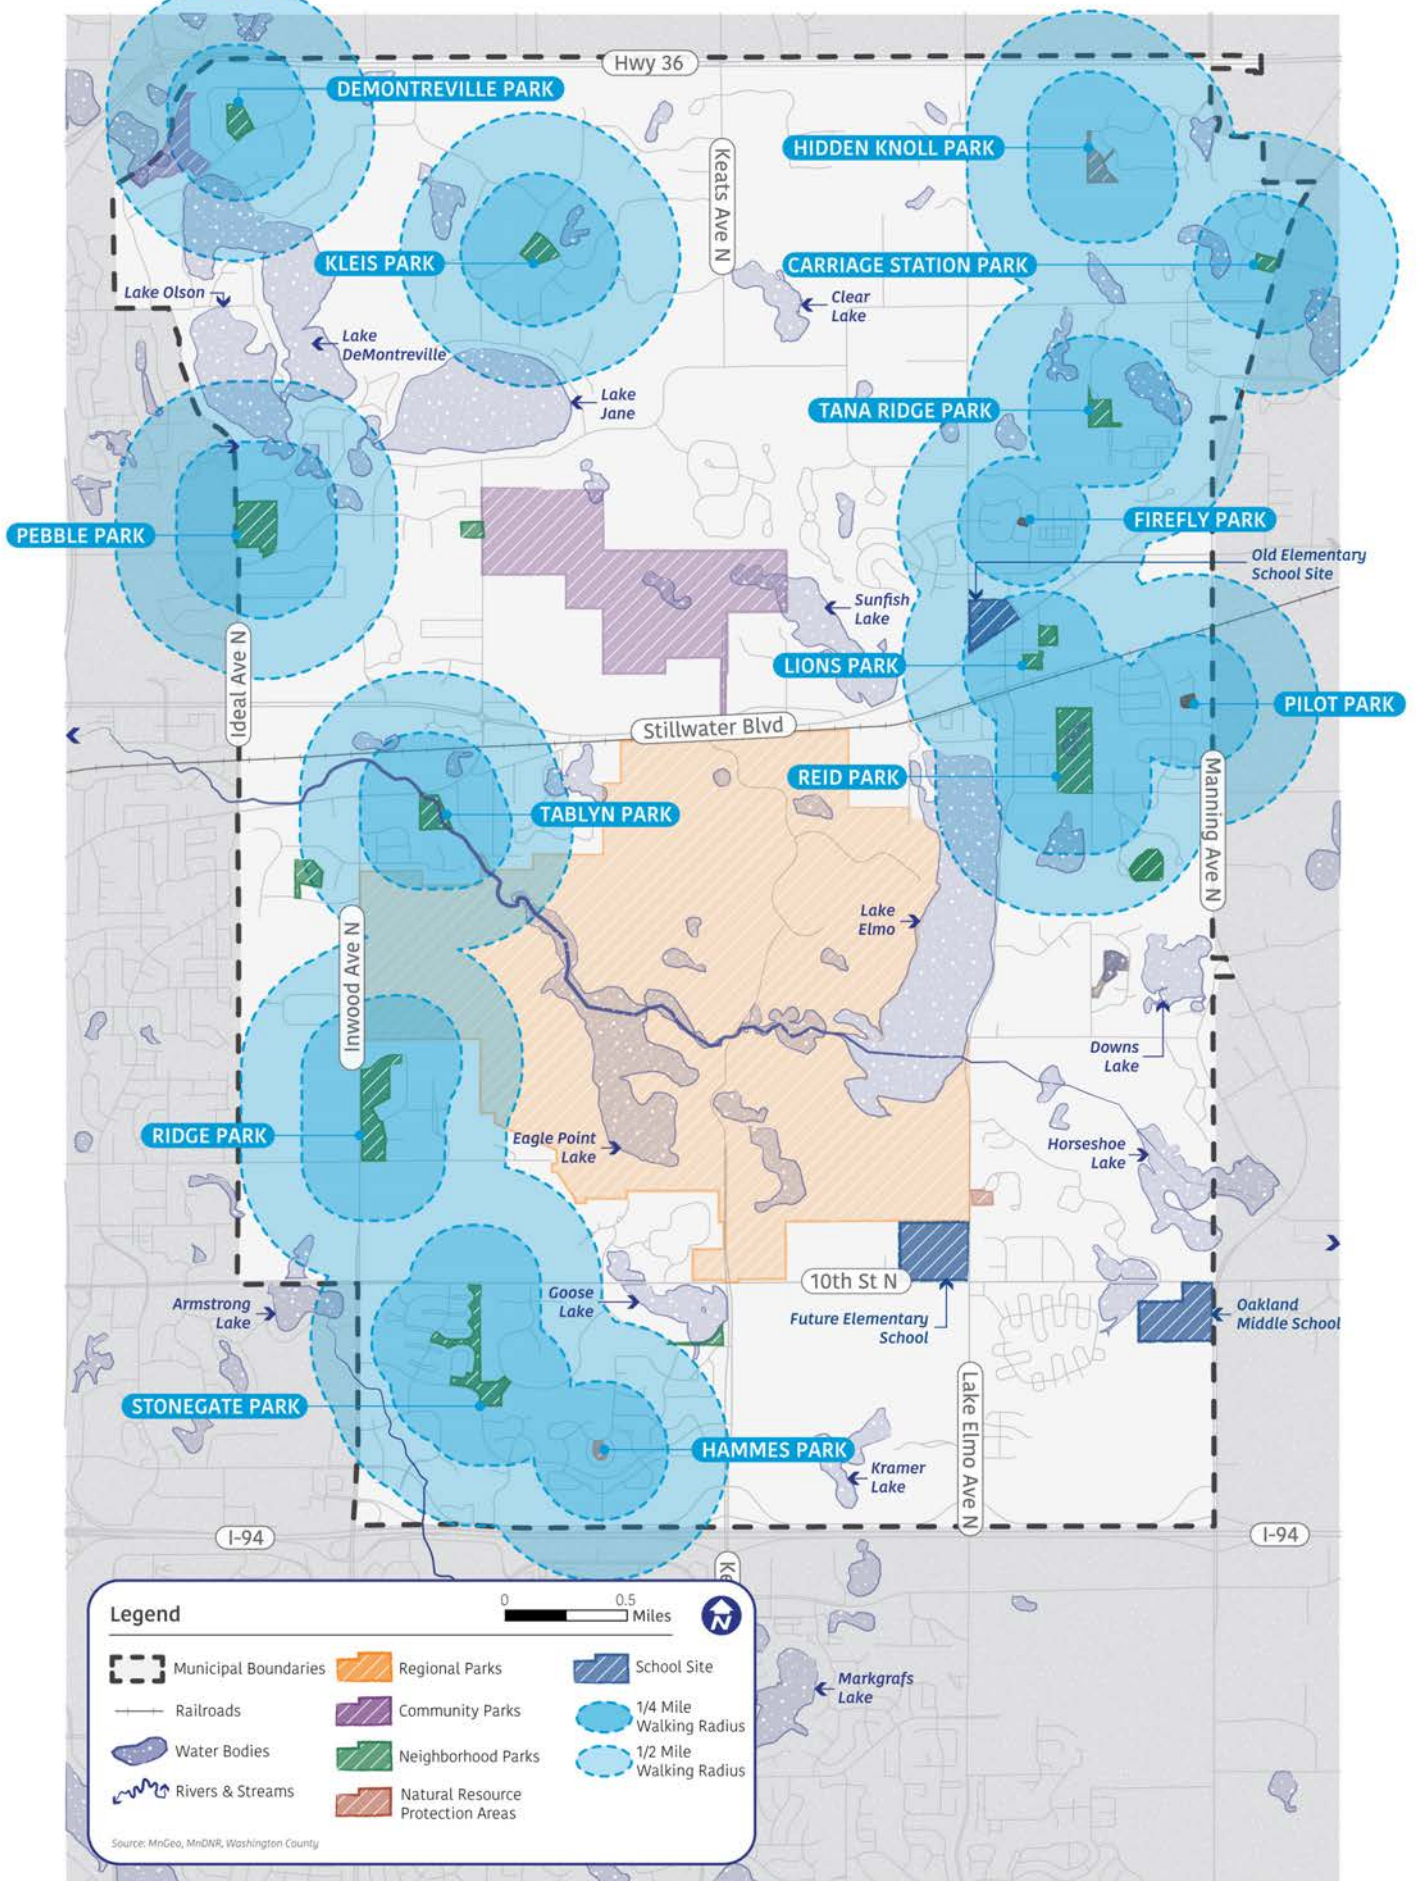 Hwy 36
DEMONTREVILLE PARK
HIDDEN KNOLL PARK
Keats Ave N
KLEIS PARK
CARRIAGE STATION PARK
Lake Olson
Clear
Lake
Lake
DeMontreville
Lake
Jane
TANA RIDGE PARK
PEBBLE PARK
FIREFLY PARK
Old Elementary
School Site
Sunfish
Lake
Ideal Ave N
LIONS PARK
PILOT PARK
Stillwater Blvd
REID PARK
Manning Ave N
TABLYN PARK
Lake
Elmo
Inwood Ave N
Downs
Lake
RIDGE PARK
Eagle Point
Lake
Horseshoe
Lake
10th St N
Goose
Lake
Armstrong
Lake
Future Elementary
School
Oakland
Middle School
STONEGATE PARK
Lake Elmo Ave N
HAMMES PARK
Kramer
Lake
I-94
I-94
Ke
Legend
0 0.5
Miles
N
Municipal Boundaries
Railroads
Water Bodies
Rivers & Streams
Regional Parks
Community Parks
Neighborhood Parks
Natural Resource
Protection Areas
School Site
1/4 Mile
Walking Radius
1/2 Mile
Walking Radius
Source: MnGeo, MnDNR, Washington County
Markgrafs
Lake